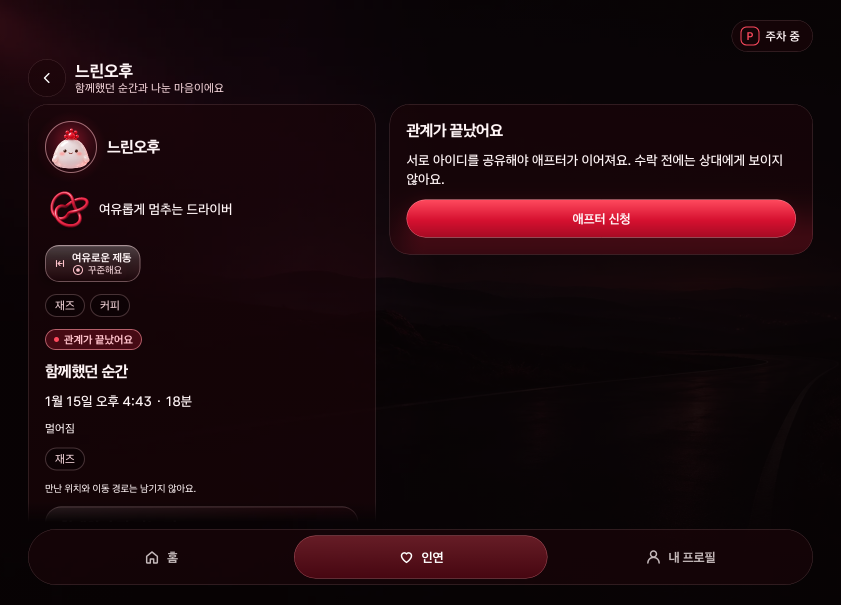 P 주차 중
느린오후
함께했던 순간과 나눈 마음이에요
느린오후
여유롭게 멈추는 드라이버
여유로운 제동
꾸준해요
재즈 커피
관계가 끝났어요
함께했던 순간
1월 15일 오후 4:43 · 18분
멀어짐
재즈
만난 위치와 이동 경로는 남기지 않아요.
관계가 끝났어요
서로 아이디를 공유해야 애프터가 이어져요. 수락 전에는 상대에게 보이지
않아요.
애프터 신청
홈 인연 내 프로필